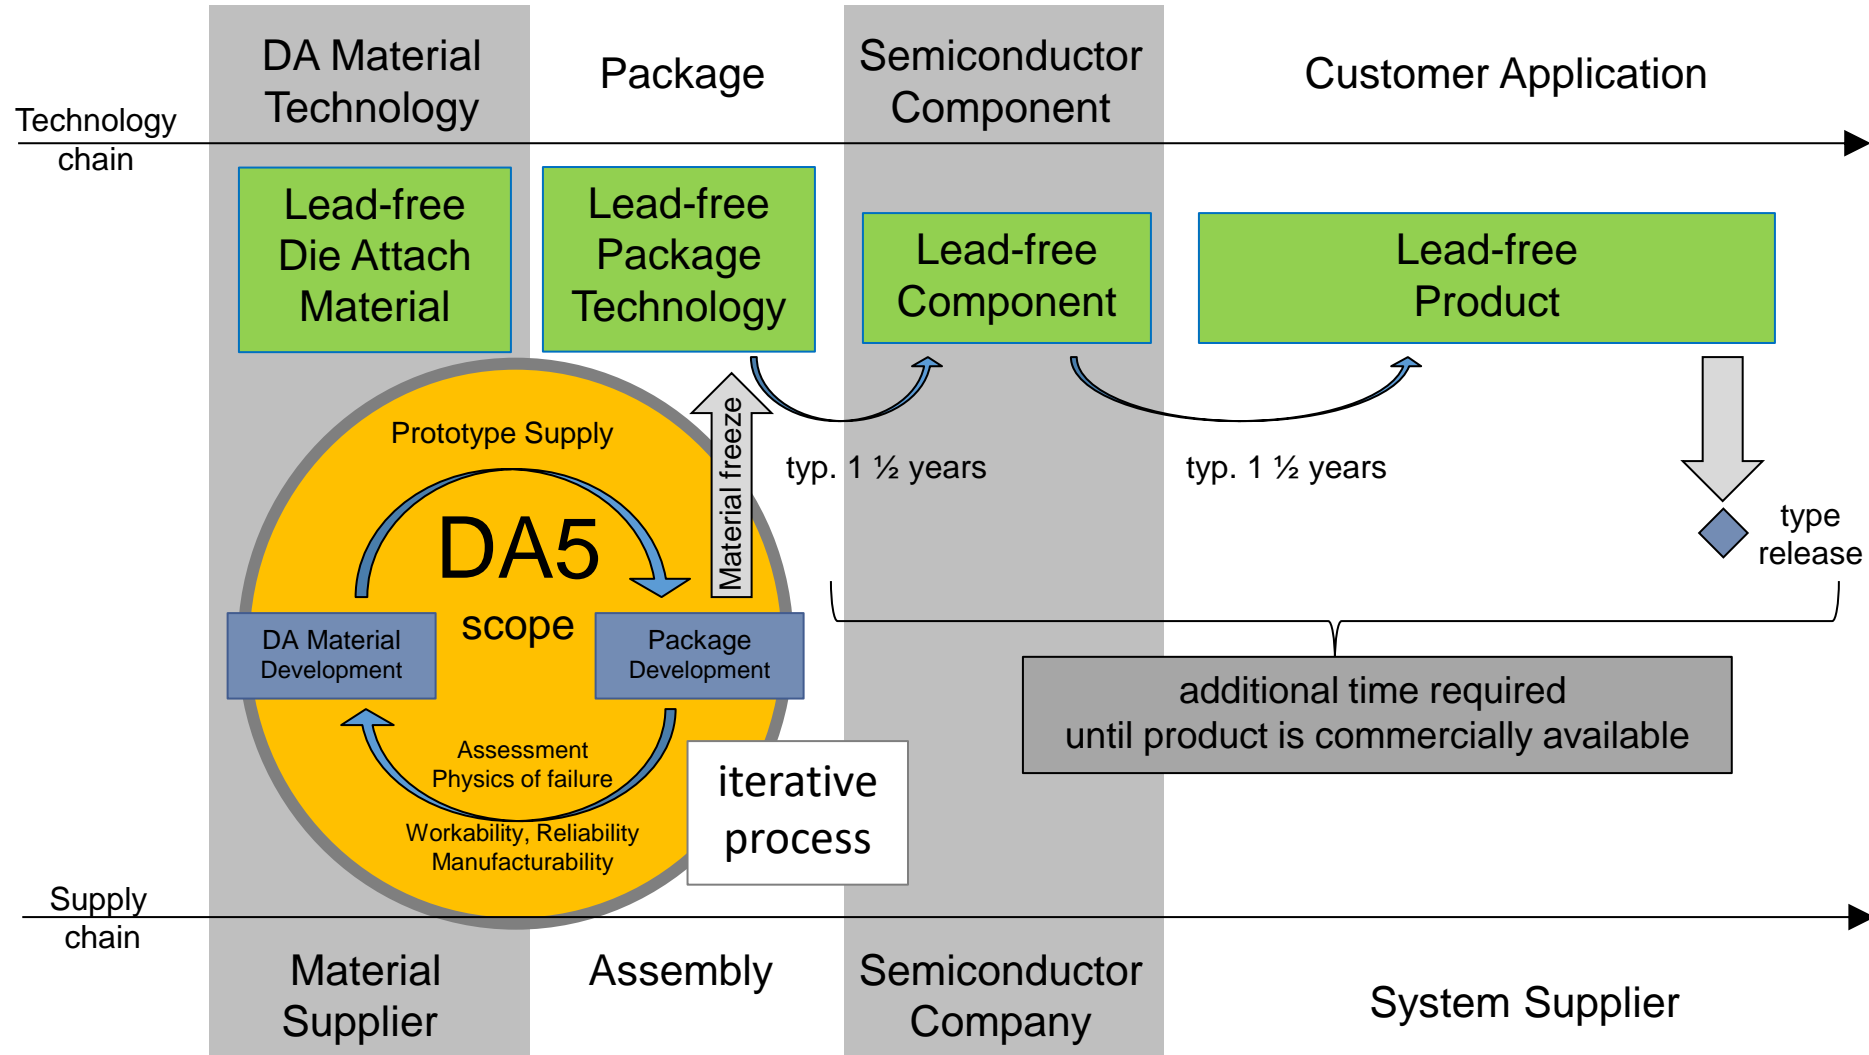 DA Material
Technology
Package
Semiconductor
Component
Customer Application
Technology
chain
Lead-free
Die Attach
Material
Lead-free
Package
Technology
Lead-free
Component
Lead-free
Product
Prototype Supply
Material freeze
typ. 1 ½ years
typ. 1 ½ years
DA5
scope
type
release
DA Material
Development
Package
Development
additional time required
until product is commercially available
Assessment
Physics of failure
iterative
process
Workability, Reliability
Manufacturability
Supply
chain
Material
Supplier
Assembly
Semiconductor
Company
System Supplier